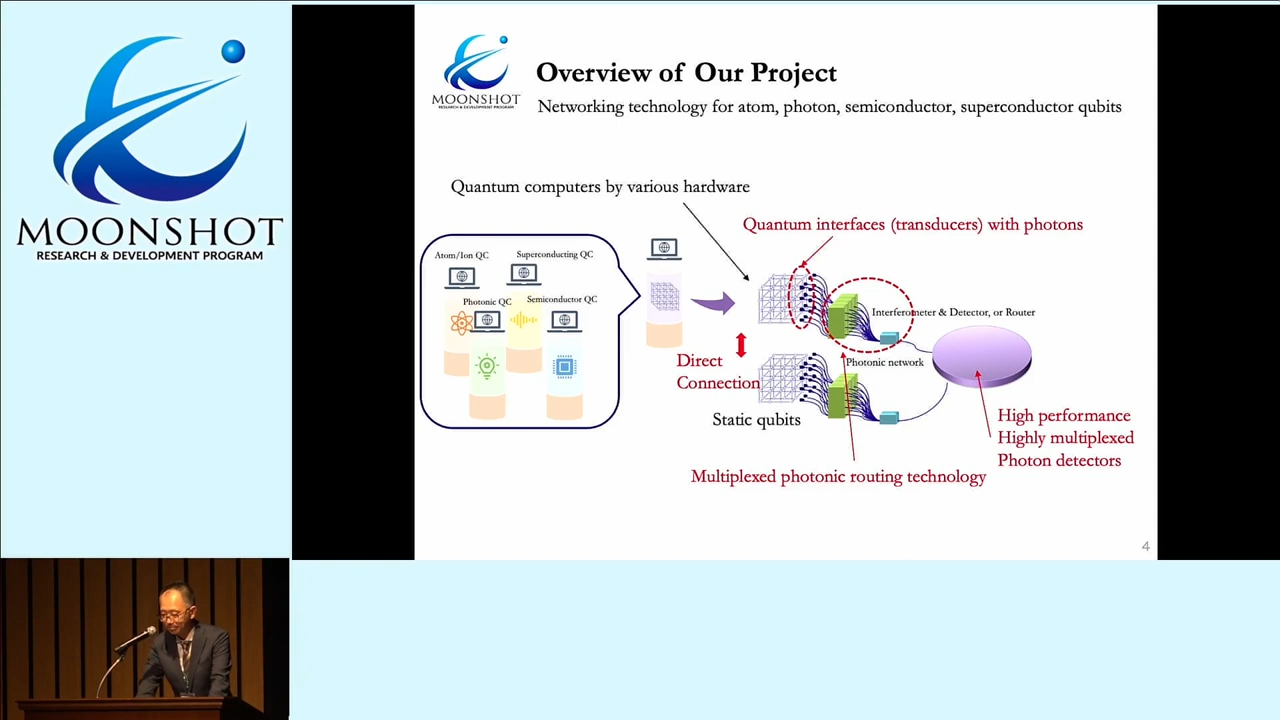 MOONSHOT
RESEARCH & DEVELOPMENT PROGRAM
MOONSHOT
RESEARCH & DEVELOPMENT PROGRAM
Overview of Our Project
Networking technology for atom, photon, semiconductor, superconductor qubits
Quantum computers by various hardware
Quantum interfaces (transducers) with photons
Atom/Ion QC
Superconducting QC
Photonic QC
Semiconductor QC
Interferometer & Detector, or Router
Direct
Connection
Photonic network
Static qubits
High performance
Highly multiplexed
Photon detectors
Multiplexed photonic routing technology
4